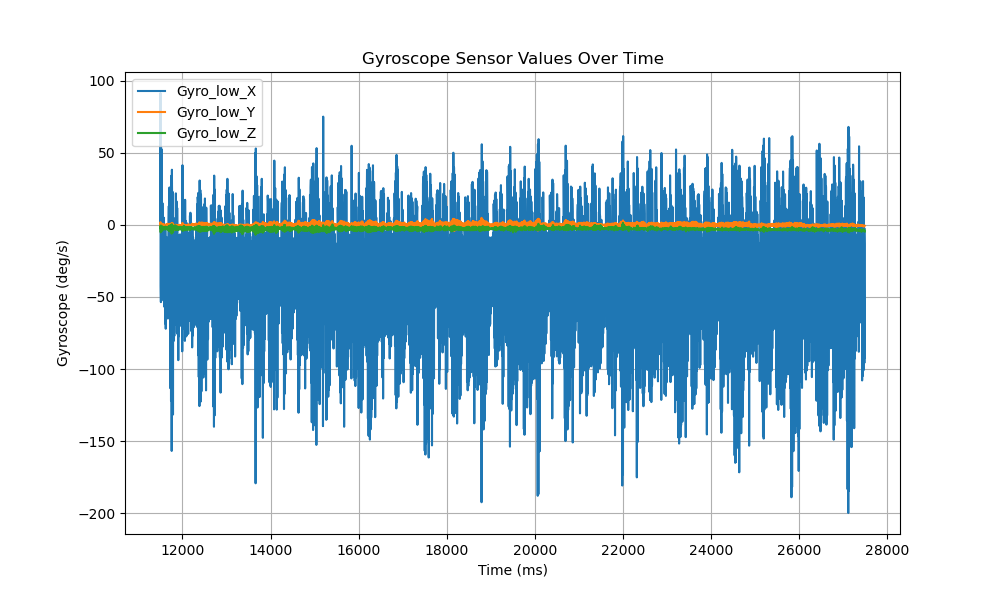 Gyroscope Sensor Values Over Time
Gyroscope (deg/s)
100
50
0
−50
−100
−150
−200
Gyro_low_X
Gyro_low_Y
Gyro_low_Z
12000 14000 16000 18000 20000 22000 24000 26000 28000
Time (ms)